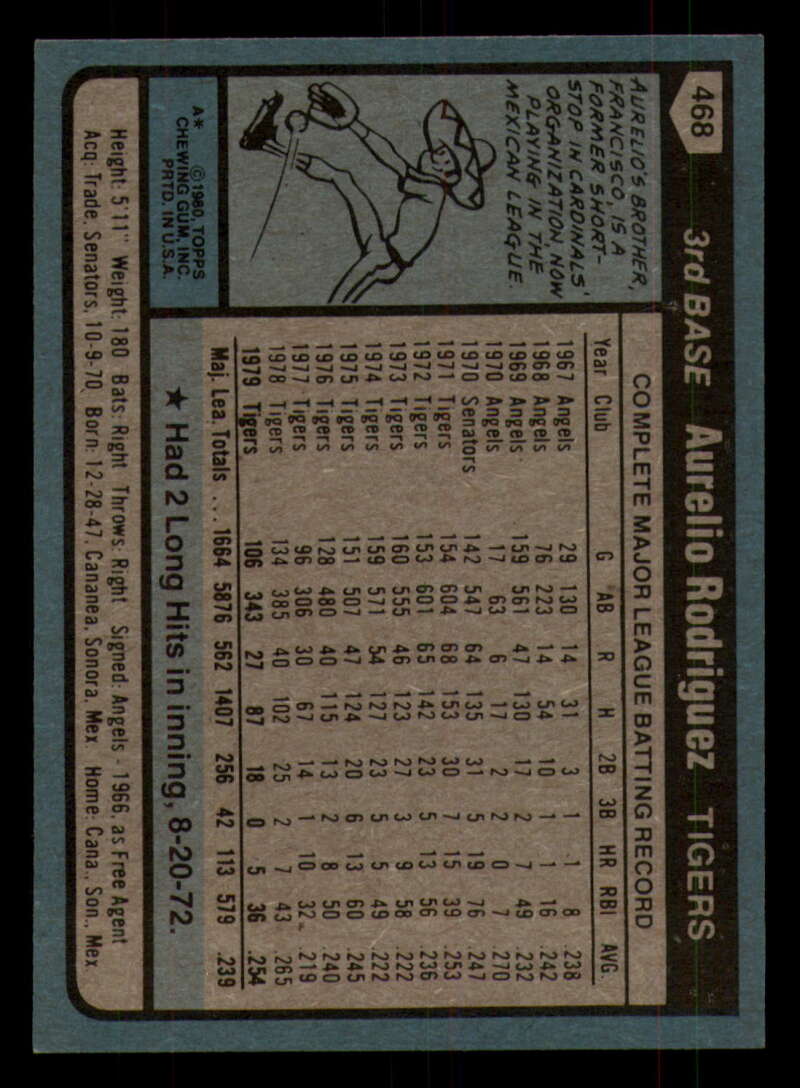 468
3rd BASE Aurelio Rodriguez TIGERS
AURELIO'S BROTHER,
FRANCISCO, IS A
FORMER SHORT-
STOP IN CARDINALS'
ORGANIZATION NOW
PLAYING IN THE
MEXICAN LEAGUE.
A* ©1980, TOPPS
CHEWING GUM, INC.
PRTD. IN U.S.A.
COMPLETE MAJOR LEAGUE BATTING RECORD
Year Club G AB R H 2B 3B HR RBI AVG.
1967 Angels 29 130 14 31 3 1 1 8 .238
1968 Angels 76 223 14 54 10 1 1 16 .242
1969 Angels 159 561 47 130 17 2 7 49 .232
1970 Angels 17 63 6 17 2 2 0 7 .270
1970 Senators 142 547 64 135 31 5 19 76 .247
1971 Tigers 154 604 68 153 30 7 15 39 .253
1972 Tigers 153 601 65 142 23 5 13 56 .236
1973 Tigers 160 555 46 123 27 3 9 58 .222
1974 Tigers 159 571 54 127 23 5 5 49 .222
1975 Tigers 151 507 47 124 20 6 13 60 .245
1976 Tigers 128 480 40 115 13 2 8 50 .240
1977 Tigers 96 306 30 67 14 1 10 32 .219
1978 Tigers 134 385 40 102 25 2 7 43 .265
1979 Tigers 106 343 27 87 18 0 5 36 .254
Maj. Lea. Totals ... 1664 5876 562 1407 256 42 113 579 .239
★ Had 2 Long Hits in inning, 8-20-72.
Height: 5'11" Weight: 180 Bats: Right Throws: Right Signed: Angels - 1966, as Free Agent
Acq: Trade, Senators, 10-9-70 Born: 12-28-47, Cananea, Sonora, Mex Home: Cana., Son., Mex